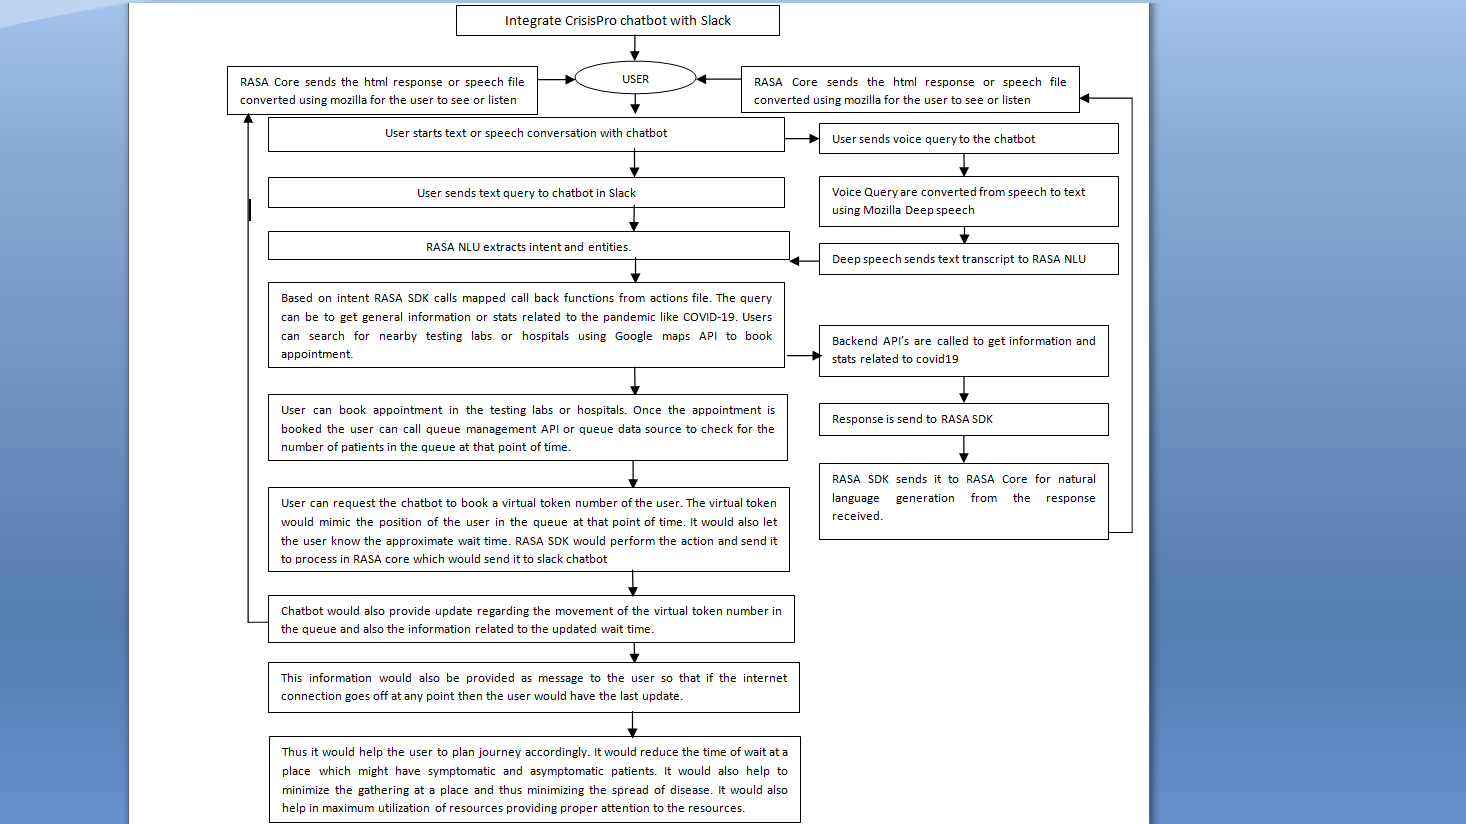 Integrate CrisisPro chatbot with Slack
RASA Core sends the html response or speech file
converted using mozilla for the user to see or listen
USER
RASA Core sends the html response or speech file
converted using mozilla for the user to see or listen
User starts text or speech conversation with chatbot
User sends voice query to the chatbot
User sends text query to chatbot in Slack
Voice Query are converted from speech to text
using Mozilla Deep speech
RASA NLU extracts intent and entities.
Deep speech sends text transcript to RASA NLU
Based on intent RASA SDK calls mapped call back functions from actions file. The query
can be to get general information or stats related to the pandemic like COVID-19. Users
can search for nearby testing labs or hospitals using Google maps API to book
appointment.
Backend API's are called to get information and
stats related to covid19
User can book appointment in the testing labs or hospitals. Once the appointment is
booked the user can call queue management API or queue data source to check for the
number of patients in the queue at that point of time.
Response is send to RASA SDK
RASA SDK sends it to RASA Core for natural
language generation from the response
received.
User can request the chatbot to book a virtual token number of the user. The virtual token
would mimic the position of the user in the queue at that point of time. It would also let
the user know the approximate wait time. RASA SDK would perform the action and send it
to process in RASA core which would send it to slack chatbot
Chatbot would also provide update regarding the movement of the virtual token number in
the queue and also the information related to the updated wait time.
This information would also be provided as message to the user so that if the internet
connection goes off at any point then the user would have the last update.
Thus it would help the user to plan journey accordingly. It would reduce the time of wait at a
place which might have symptomatic and asymptomatic patients. It would also help to
minimize the gathering at a place and thus minimizing the spread of disease. It would also
help in maximum utilization of resources providing proper attention to the resources.